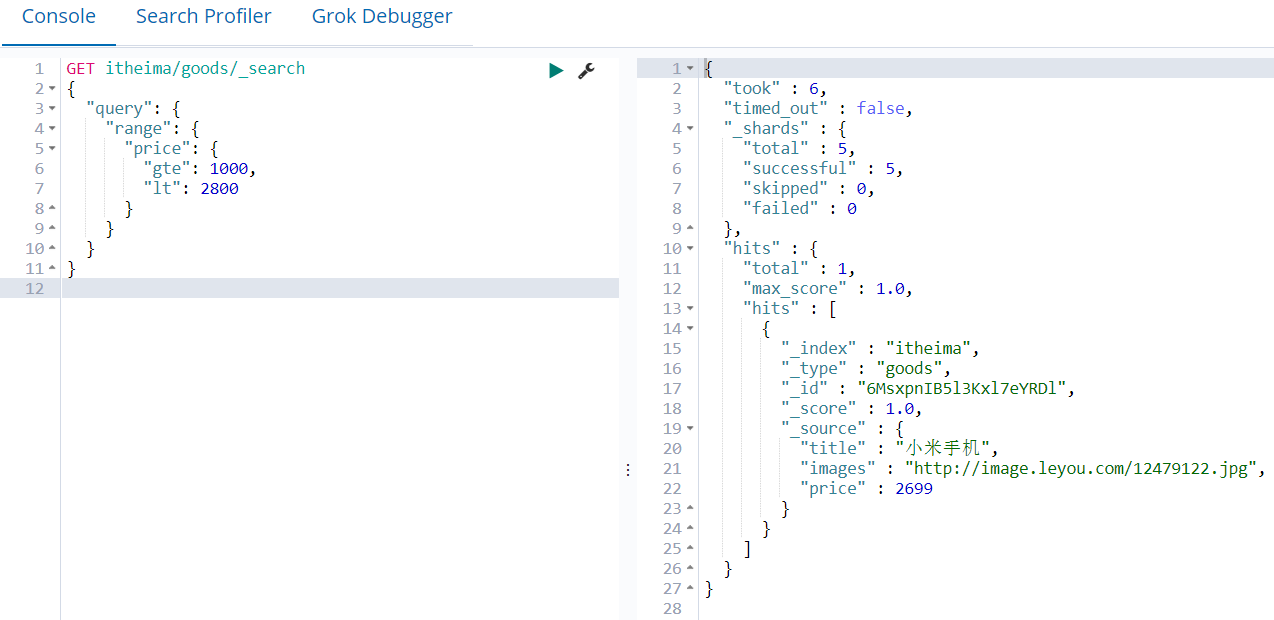 Console Search Profiler Grok Debugger
1 GET itheima/goods/_search
2 {
3 "query": {
4 "range": {
5 "price": {
6 "gte": 1000,
7 "lt": 2800
8 }
9 }
10 }
11 }
12
1 {
2 "took" : 6,
3 "timed_out" : false,
4 "_shards" : {
5 "total" : 5,
6 "successful" : 5,
7 "skipped" : 0,
8 "failed" : 0
9 },
10 "hits" : {
11 "total" : 1,
12 "max_score" : 1.0,
13 "hits" : [
14 {
15 "_index" : "itheima",
16 "_type" : "goods",
17 "_id" : "6MsxpnIB5l3Kxl7eYRDl",
18 "_score" : 1.0,
19 "_source" : {
20 "title" : "小米手机",
21 "images" : "http://image.leyou.com/12479122.jpg",
22 "price" : 2699
23 }
24 }
25 ]
26 }
27 }
28